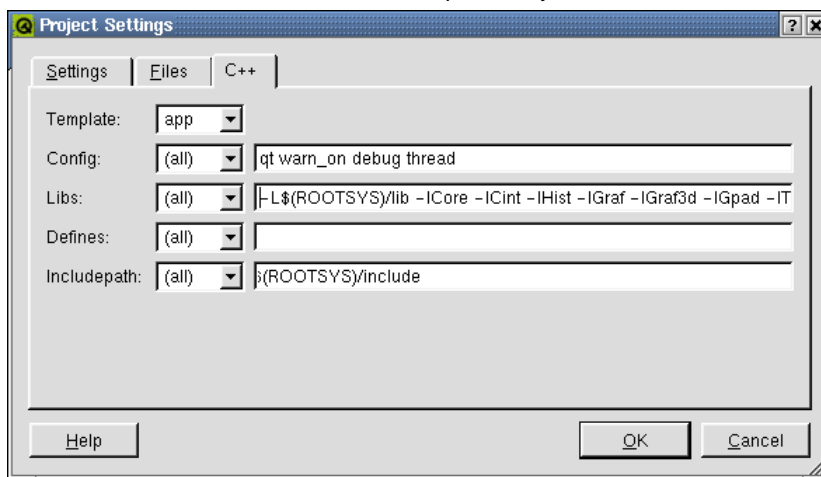 Project Settings
Settings Files C++
Template: app
Config: (all) qt warn_on debug thread
Libs: (all) -L$(ROOTSYS)/lib -lCore -lCint -lHist -lGraf -lGraf3d -lGpad -lT
Defines: (all)
Includepath: (all) $(ROOTSYS)/include
Help OK Cancel